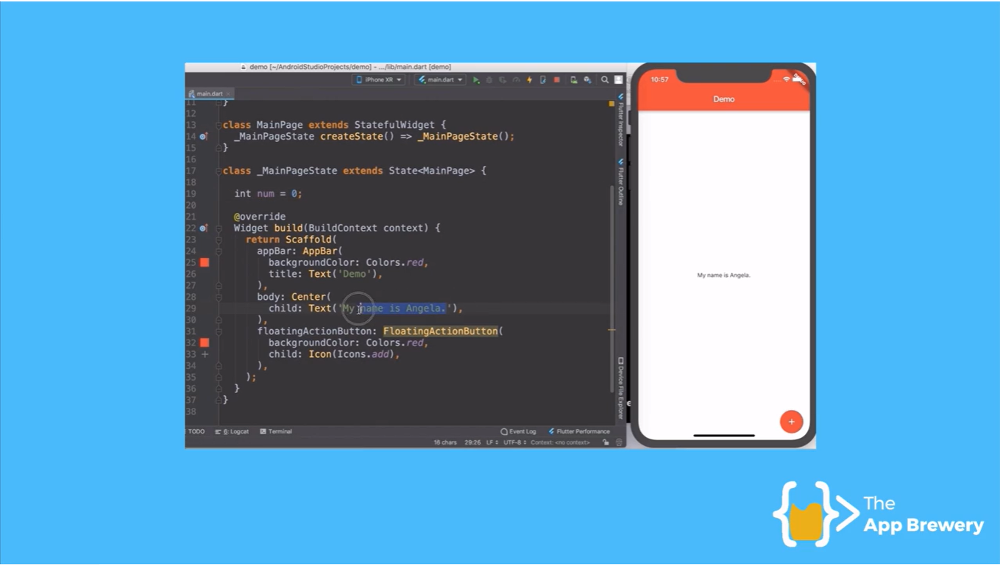 demo [~/AndroidStudioProjects/demo] - .../lib/main.dart [demo]
iPhone XR
main.dart
main.dart
11 }
12
13 class MainPage extends StatefulWidget {
14 _MainPageState createState() => _MainPageState();
15 }
16
17 class _MainPageState extends State<MainPage> {
18
19 int num = 0;
20
21 @override
22 Widget build(BuildContext context) {
23 return Scaffold(
24 appBar: AppBar(
25 backgroundColor: Colors.red,
26 title: Text('Demo'),
27 ),
28 body: Center(
29 child: Text('My name is Angela.'),
30 ),
31 floatingActionButton: FloatingActionButton(
32 backgroundColor: Colors.red,
33 child: Icon(Icons.add),
34 ),
35 );
36 }
37 }
38
Flutter Inspector
Flutter Outline
Device File Explorer
TODO
6: Logcat
Terminal
Event Log
Flutter Performance
18 chars 29:26 LF UTF-8 Context: <no context>
10:57
Demo
My name is Angela.
+
The
App Brewery